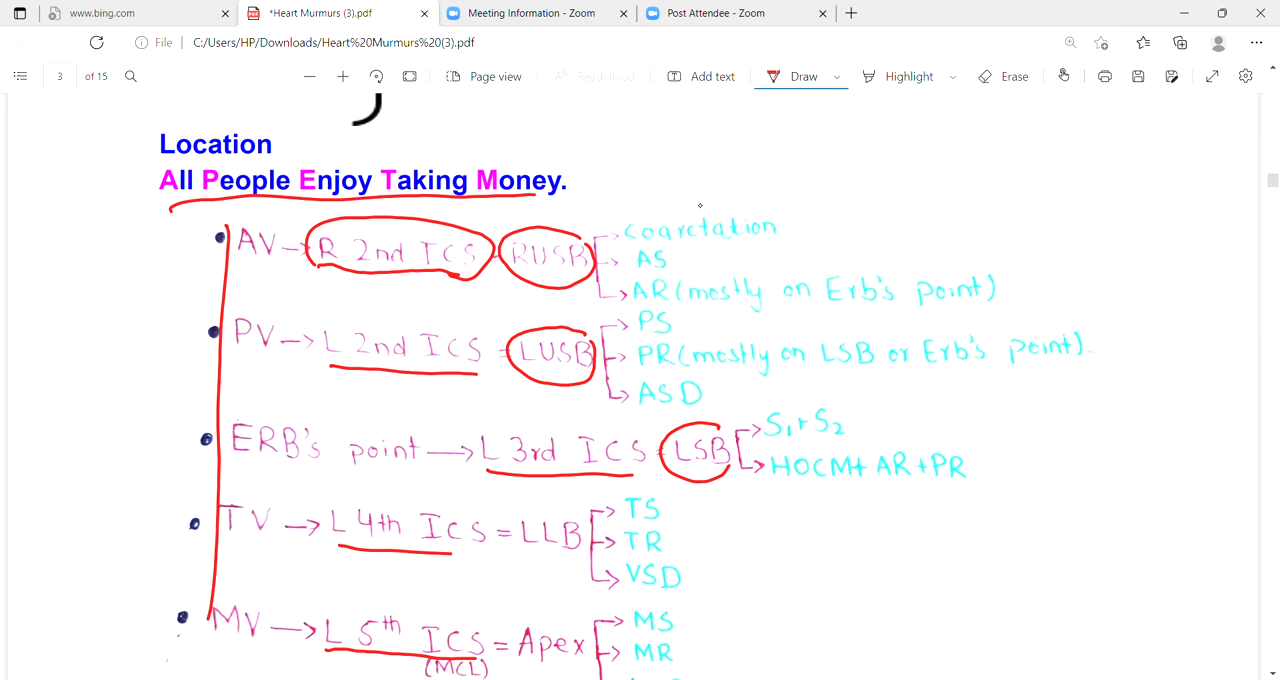 www.bing.com
*Heart Murmurs (3).pdf
Meeting Information - Zoom
Post Attendee - Zoom
File
C:/Users/HP/Downloads/Heart%20Murmurs%20(3).pdf
3 of 15
Page view
Read aloud
Add text
Draw
Highlight
Erase
Location
All People Enjoy Taking Money.
AV → R 2nd ICS = RUSB
Coarctation
AS
AR (mostly on Erb's point)
PV → L 2nd ICS = LUSB
PS
PR (mostly on LSB or Erb's point).
ASD
ERB's point → L 3rd ICS = LSB
S1+S2
HOCM+ AR+PR
TV → L 4th ICS = LLB
TS
TR
VSD
MV → L 5th ICS = Apex
(MCL)
MS
MR